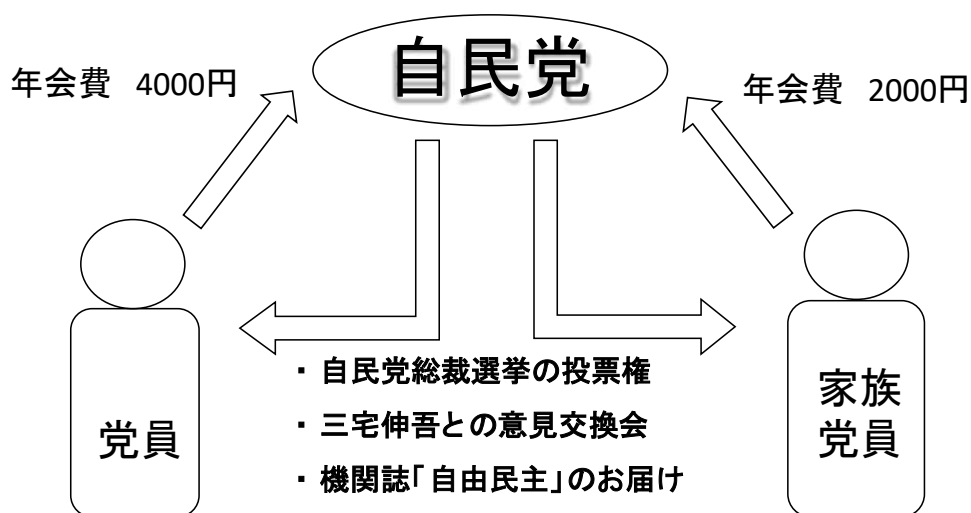 自民党
年会費 4000円
年会費 2000円
・自民党総裁選挙の投票権
・三宅伸吾との意見交換会
・機関誌「自由民主」のお届け
党員
家族
党員